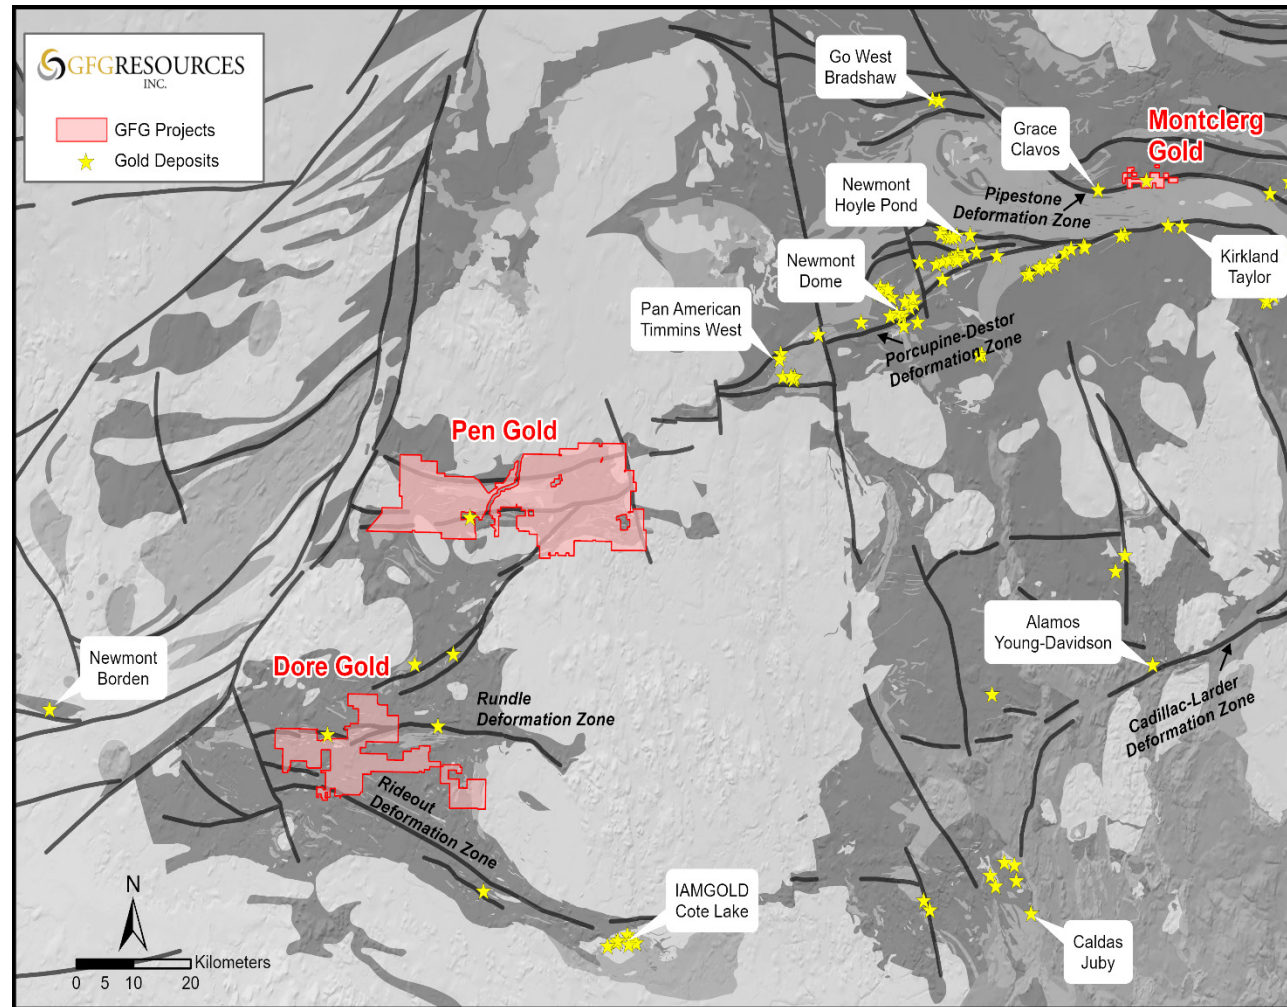 GFGRESOURCES
INC.
GFG Projects
Gold Deposits
Go West
Bradshaw
Grace
Clavos
Montclerg
Gold
Newmont
Hoyle Pond
Pipestone
Deformation Zone
Newmont
Dome
Kirkland
Taylor
Pan American
Timmins West
Porcupine-Destor
Deformation Zone
Pen Gold
Alamos
Young-Davidson
Newmont
Borden
Dore Gold
Rundle
Deformation Zone
Cadillac-Larder
Deformation Zone
Rideout
Deformation Zone
IAMGOLD
Cote Lake
Caldas
Juby
N
Kilometers
0 5 10 20